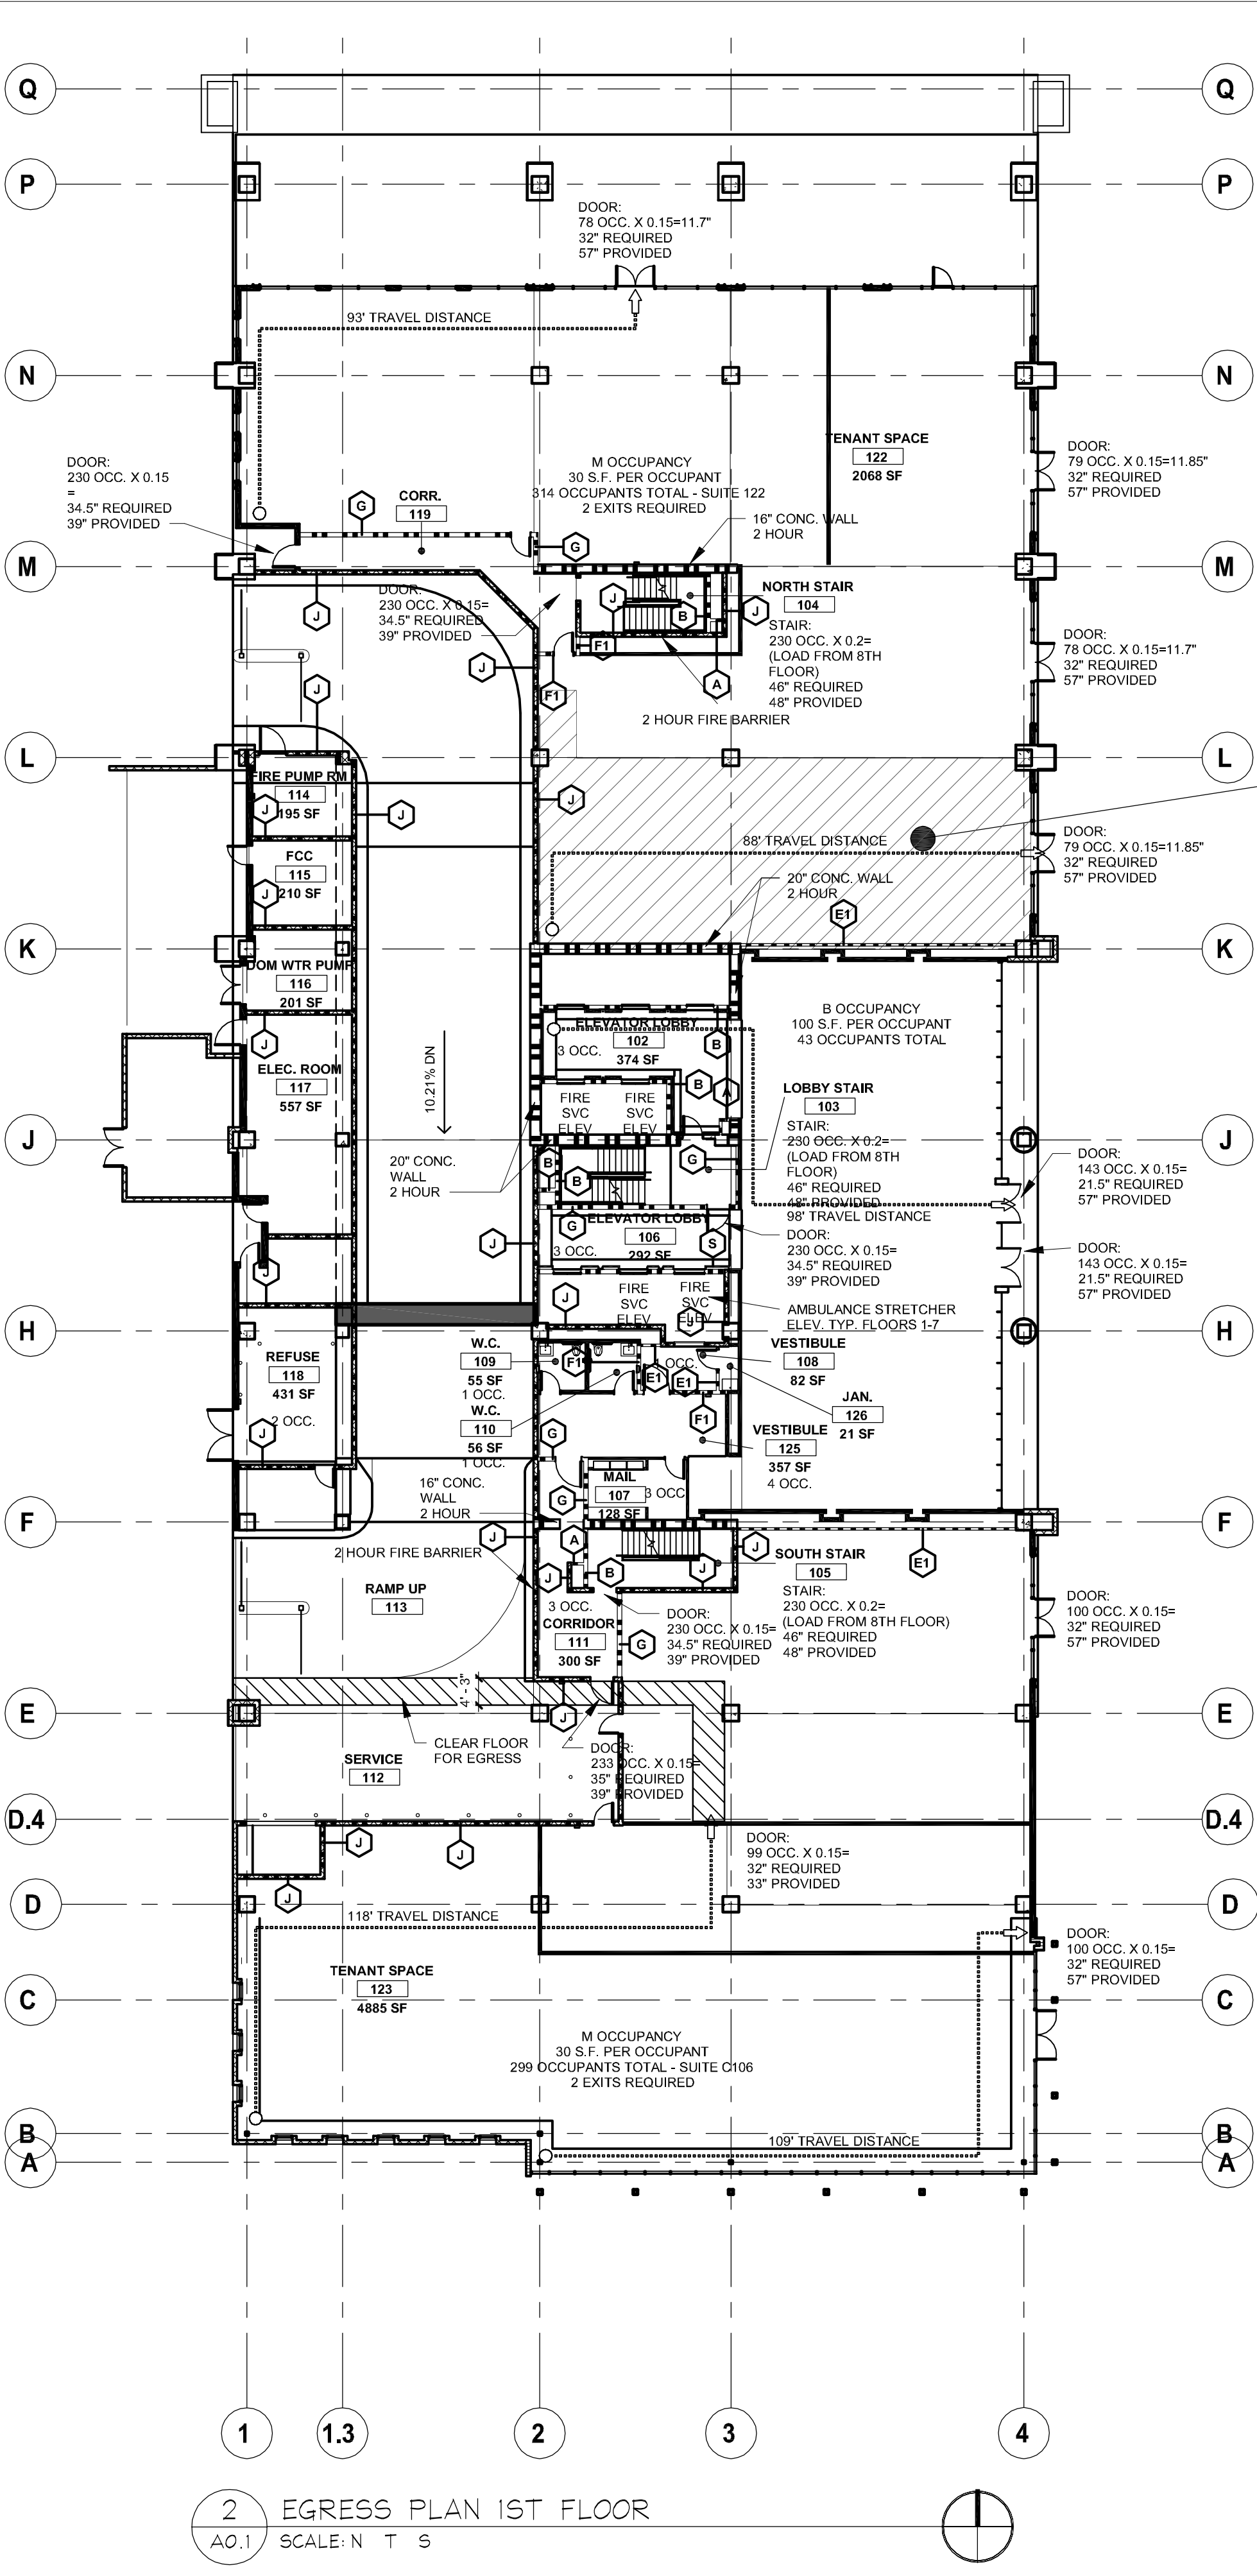 Q
Q
P
P
DOOR:
78 OCC. X 0.15=11.7"
32" REQUIRED
57" PROVIDED
93' TRAVEL DISTANCE
N
N
TENANT SPACE
122
2068 SF
DOOR:
79 OCC. X 0.15=11.85"
32" REQUIRED
57" PROVIDED
DOOR:
230 OCC. X 0.15
=
34.5" REQUIRED
39" PROVIDED
M OCCUPANCY
30 S.F. PER OCCUPANT
314 OCCUPANTS TOTAL - SUITE 122
2 EXITS REQUIRED
CORR.
119
G
G
16" CONC. WALL
2 HOUR
M
M
DOOR:
230 OCC. X 0.15=
34.5" REQUIRED
39" PROVIDED
J
J
B
J
F1
F1
A
J
J
NORTH STAIR
104
STAIR:
230 OCC. X 0.2=
(LOAD FROM 8TH
FLOOR)
46" REQUIRED
48" PROVIDED
2 HOUR FIRE BARRIER
DOOR:
78 OCC. X 0.15=11.7"
32" REQUIRED
57" PROVIDED
L
L
FIRE PUMP RM
114
195 SF
J
J
J
FCC
115
210 SF
J
88' TRAVEL DISTANCE
DOOR:
79 OCC. X 0.15=11.85"
32" REQUIRED
57" PROVIDED
20" CONC. WALL
2 HOUR
E1
K
K
DOM WTR PUMP
116
201 SF
J
B OCCUPANCY
100 S.F. PER OCCUPANT
43 OCCUPANTS TOTAL
ELEVATOR LOBBY
102
374 SF
3 OCC.
B
B
A
10.21% DN
ELEC. ROOM
117
557 SF
FIRE
SVC
ELEV
FIRE
SVC
ELEV
LOBBY STAIR
103
STAIR:
230 OCC. X 0.2=
(LOAD FROM 8TH
FLOOR)
46" REQUIRED
48" PROVIDED
98' TRAVEL DISTANCE
J
J
20" CONC.
WALL
2 HOUR
B
B
G
G
DOOR:
143 OCC. X 0.15=
21.5" REQUIRED
57" PROVIDED
ELEVATOR LOBBY
106
292 SF
3 OCC.
S
J
J
DOOR:
230 OCC. X 0.15=
34.5" REQUIRED
39" PROVIDED
DOOR:
143 OCC. X 0.15=
21.5" REQUIRED
57" PROVIDED
FIRE
SVC
ELEV
FIRE
SVC
ELEV
J
J
AMBULANCE STRETCHER
ELEV. TYP. FLOORS 1-7
H
H
REFUSE
118
431 SF
2 OCC.
J
W.C.
109
55 SF
1 OCC.
W.C.
110
56 SF
1 OCC.
F1
E1
E1
F1
G
1 OCC.
VESTIBULE
108
82 SF
JAN.
126
21 SF
VESTIBULE
125
357 SF
4 OCC.
16" CONC.
WALL
2 HOUR
MAIL
107
128 SF
3 OCC.
G
F
F
J
A
J
B
J
J
2 HOUR FIRE BARRIER
SOUTH STAIR
105
STAIR:
230 OCC. X 0.2=
(LOAD FROM 8TH FLOOR)
46" REQUIRED
48" PROVIDED
E1
RAMP UP
113
3 OCC.
CORRIDOR
111
300 SF
DOOR:
230 OCC. X 0.15=
34.5" REQUIRED
39" PROVIDED
G
DOOR:
100 OCC. X 0.15=
32" REQUIRED
57" PROVIDED
4' - 3"
J
E
E
CLEAR FLOOR
FOR EGRESS
SERVICE
112
DOOR:
233 OCC. X 0.15=
35" REQUIRED
39" PROVIDED
D.4
D.4
J
J
J
DOOR:
99 OCC. X 0.15=
32" REQUIRED
33" PROVIDED
D
D
118' TRAVEL DISTANCE
DOOR:
100 OCC. X 0.15=
32" REQUIRED
57" PROVIDED
TENANT SPACE
123
4885 SF
C
C
M OCCUPANCY
30 S.F. PER OCCUPANT
299 OCCUPANTS TOTAL - SUITE C106
2 EXITS REQUIRED
B
B
109' TRAVEL DISTANCE
A
A
1
1.3
2
3
4
2
EGRESS PLAN 1ST FLOOR
A0.1
SCALE: N T S